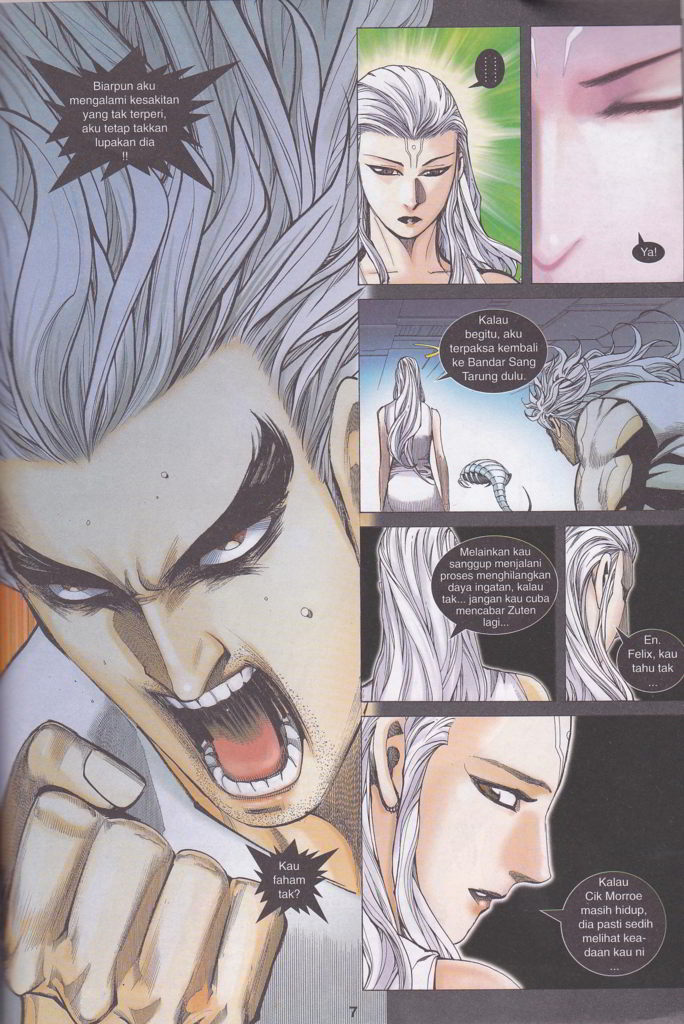 Biarpun aku
mengalami kesakitan
yang tak terperi,
aku tetap takkan
lupakan dia
!!
Kau
faham
tak?
......
Ya!
Kalau
begitu, aku
terpaksa kembali
ke Bandar Sang
Tarung dulu.
Melainkan kau
sanggup menjalani
proses menghilangkan
daya ingatan, kalau
tak... jangan kau cuba
mencabar Zuten
lagi...
En.
Felix, kau
tahu tak
...
Kalau
Cik Morroe
masih hidup,
dia pasti sedih
melihat kea-
daan kau ni
...
7